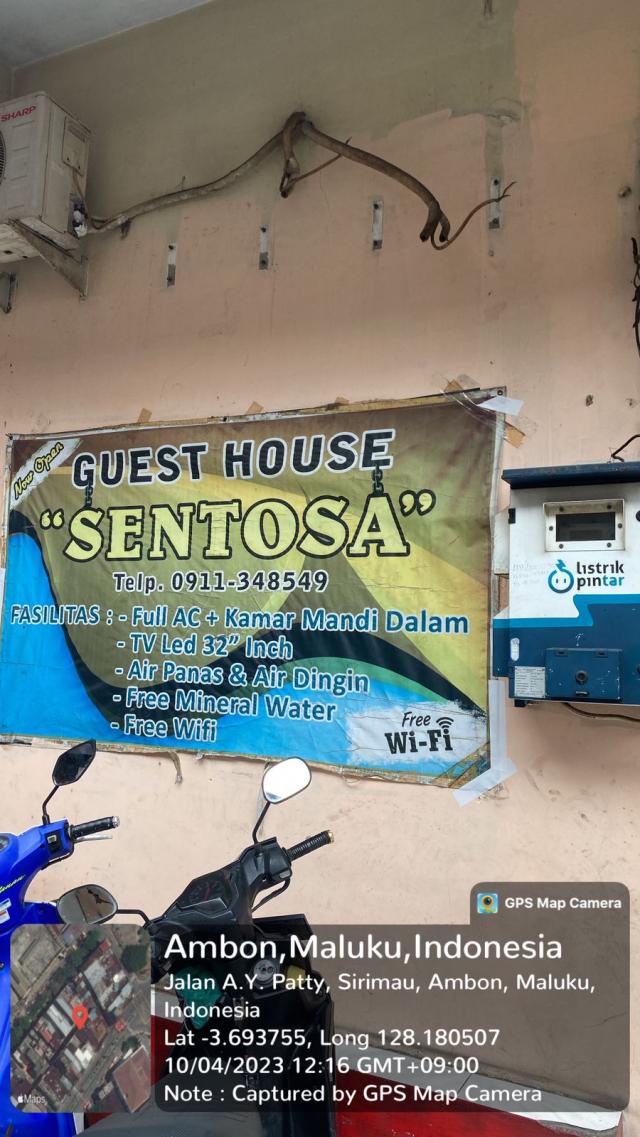 SHARP
Now Open
GUEST HOUSE
"SENTOSA"
Telp. 0911-348549
FASILITAS : - Full AC + Kamar Mandi Dalam
- TV Led 32" Inch
- Air Panas & Air Dingin
- Free Mineral Water
- Free Wifi
Free
Wi-Fi
listrik
pintar
GPS Map Camera
Ambon,Maluku,Indonesia
Jalan A.Y. Patty, Sirimau, Ambon, Maluku,
Indonesia
Lat -3.693755, Long 128.180507
10/04/2023 12:16 GMT+09:00
Note : Captured by GPS Map Camera
Maps